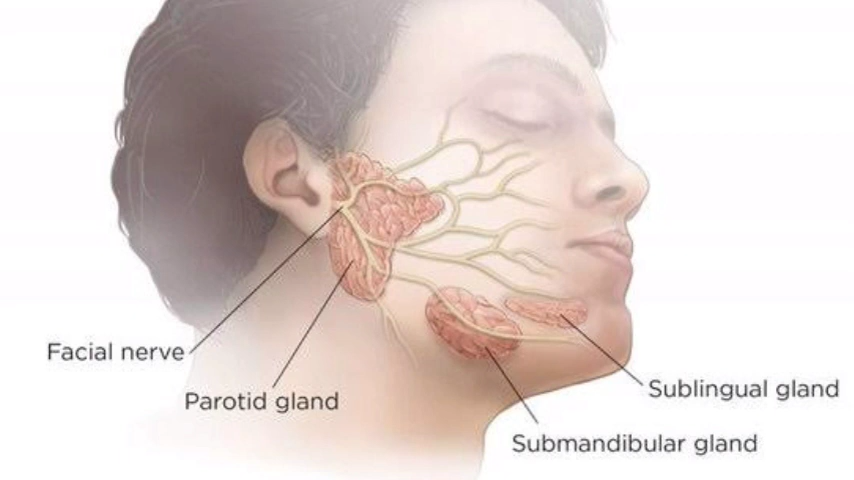 Facial nerve
Parotid gland
Sublingual gland
Submandibular gland